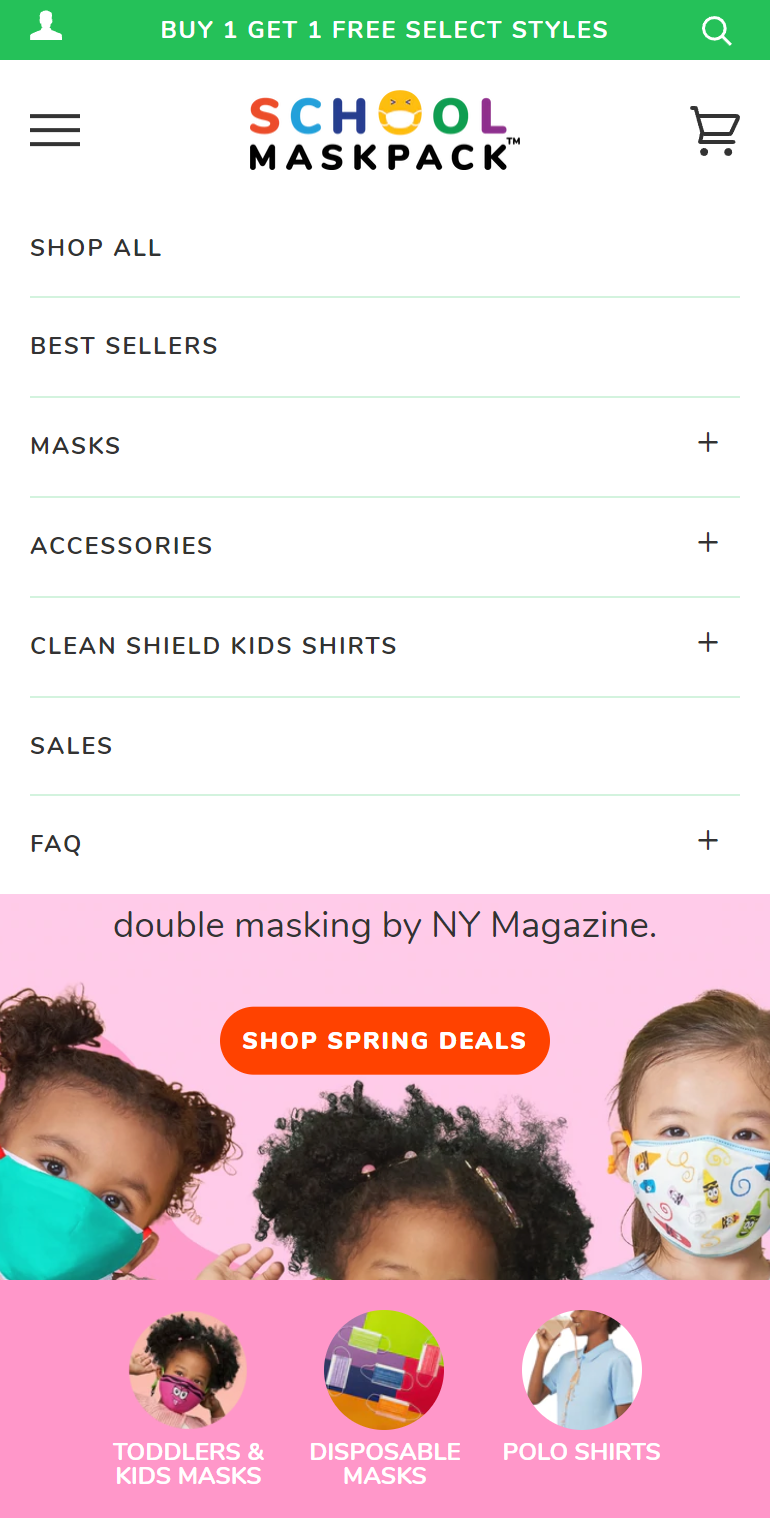 BUY 1 GET 1 FREE SELECT STYLES
SCHOOL
MASKPACK™
SHOP ALL
BEST SELLERS
MASKS
ACCESSORIES
CLEAN SHIELD KIDS SHIRTS
SALES
FAQ
double masking by NY Magazine.
SHOP SPRING DEALS
TODDLERS & KIDS MASKS
DISPOSABLE MASKS
POLO SHIRTS